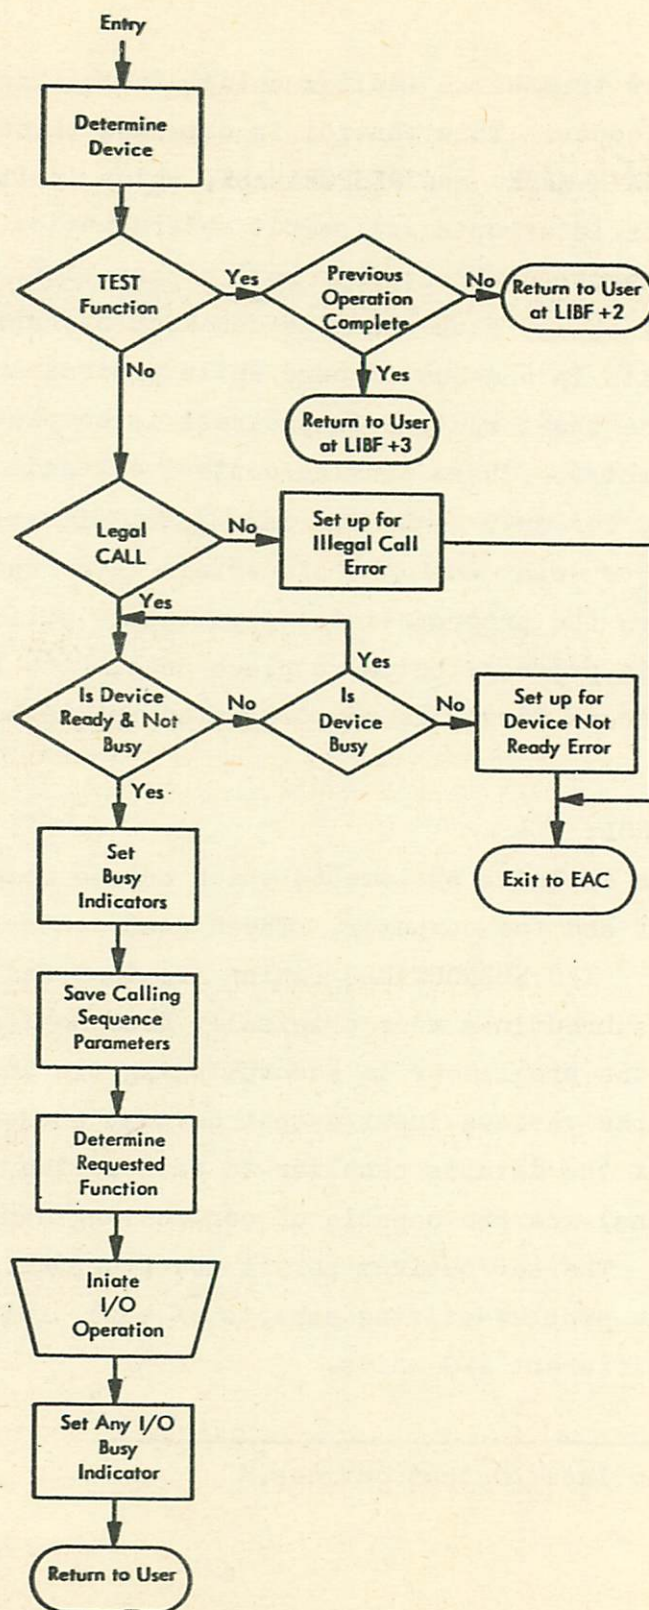 Entry
Determine
Device
TEST
Function
Yes
Previous
Operation
Complete
No
Return to User
at LIBF +2
No
Yes
Return to User
at LIBF +3
Legal
CALL
No
Set up for
Illegal Call
Error
Yes
Is Device
Ready & Not
Busy
No
Is
Device
Busy
Yes
No
Set up for
Device Not
Ready Error
Yes
Exit to EAC
Set
Busy
Indicators
Save Calling
Sequence
Parameters
Determine
Requested
Function
Iniate
I/O
Operation
Set Any I/O
Busy
Indicator
Return to User